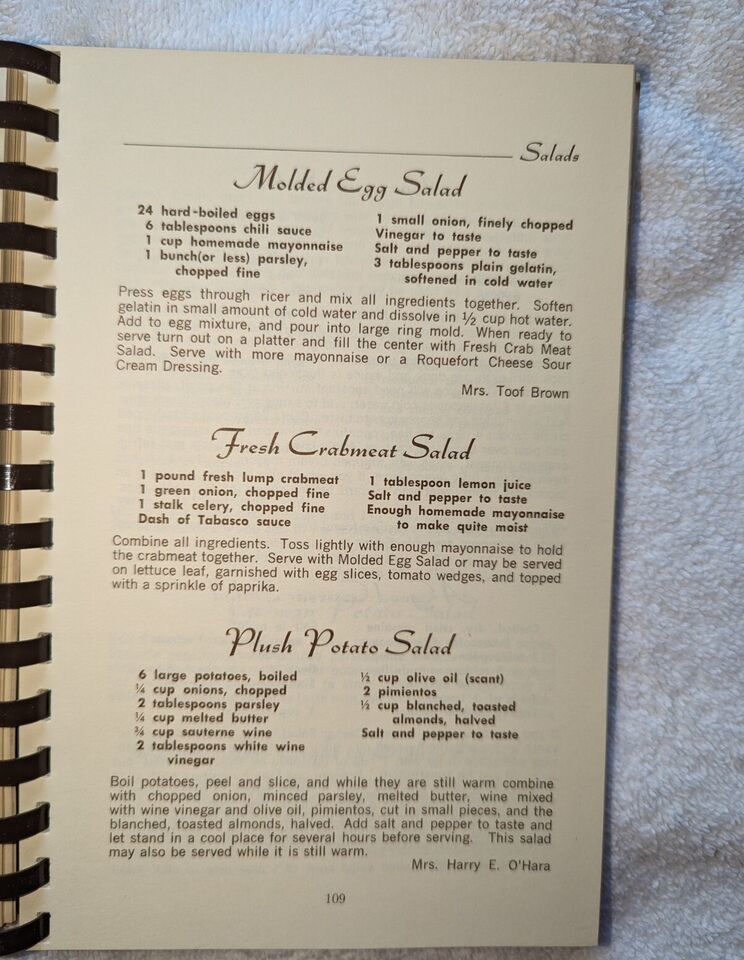 Salads
Molded Egg Salad
24 hard-boiled eggs
6 tablespoons chili sauce
1 cup homemade mayonnaise
1 bunch(or less) parsley,
chopped fine
1 small onion, finely chopped
Vinegar to taste
Salt and pepper to taste
3 tablespoons plain gelatin,
softened in cold water
Press eggs through ricer and mix all ingredients together. Soften
gelatin in small amount of cold water and dissolve in ½ cup hot water.
Add to egg mixture, and pour into large ring mold. When ready to
serve turn out on a platter and fill the center with Fresh Crab Meat
Salad. Serve with more mayonnaise or a Roquefort Cheese Sour
Cream Dressing.
Mrs. Toof Brown
Fresh Crabmeat Salad
1 pound fresh lump crabmeat
1 green onion, chopped fine
1 stalk celery, chopped fine
Dash of Tabasco sauce
1 tablespoon lemon juice
Salt and pepper to taste
Enough homemade mayonnaise
to make quite moist
Combine all ingredients. Toss lightly with enough mayonnaise to hold
the crabmeat together. Serve with Molded Egg Salad or may be served
on lettuce leaf, garnished with egg slices, tomato wedges, and topped
with a sprinkle of paprika.
Plush Potato Salad
6 large potatoes, boiled
¼ cup onions, chopped
2 tablespoons parsley
¼ cup melted butter
¾ cup sauterne wine
2 tablespoons white wine
vinegar
½ cup olive oil (scant)
2 pimientos
½ cup blanched, toasted
almonds, halved
Salt and pepper to taste
Boil potatoes, peel and slice, and while they are still warm combine
with chopped onion, minced parsley, melted butter, wine mixed
with wine vinegar and olive oil, pimientos, cut in small pieces, and the
blanched, toasted almonds, halved. Add salt and pepper to taste and
let stand in a cool place for several hours before serving. This salad
may also be served while it is still warm.
Mrs. Harry E. O'Hara
109